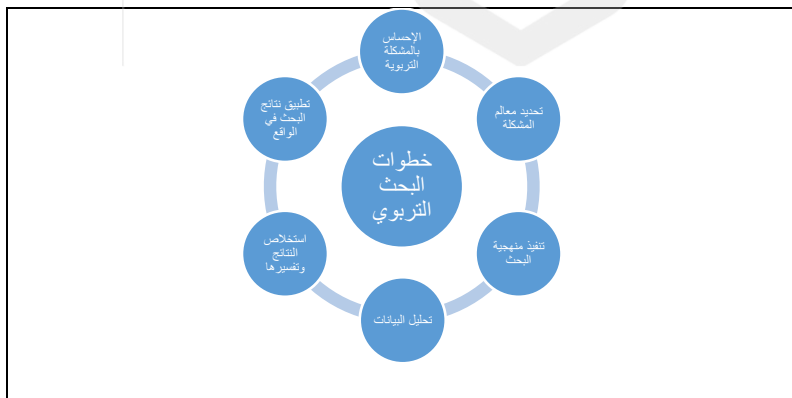 الإحساس
بالمشكلة
التربوية
تحديد معالم
المشكلة
تنفيذ منهجية
البحث
تحليل البيانات
استخلاص
النتائج
وتفسيرها
تطبيق نتائج
البحث في
الواقع
خطوات
البحث
التربوي